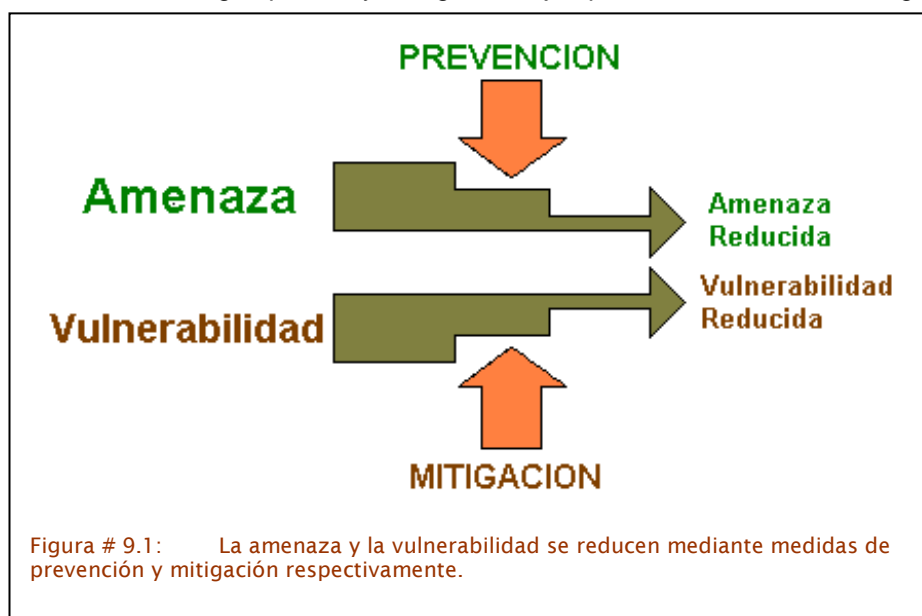 PREVENCION
Amenaza
Amenaza
Reducida
Vulnerabilidad
Vulnerabilidad
Reducida
MITIGACION
Figura # 9.1: La amenaza y la vulnerabilidad se reducen mediante medidas de
prevención y mitigación respectivamente.